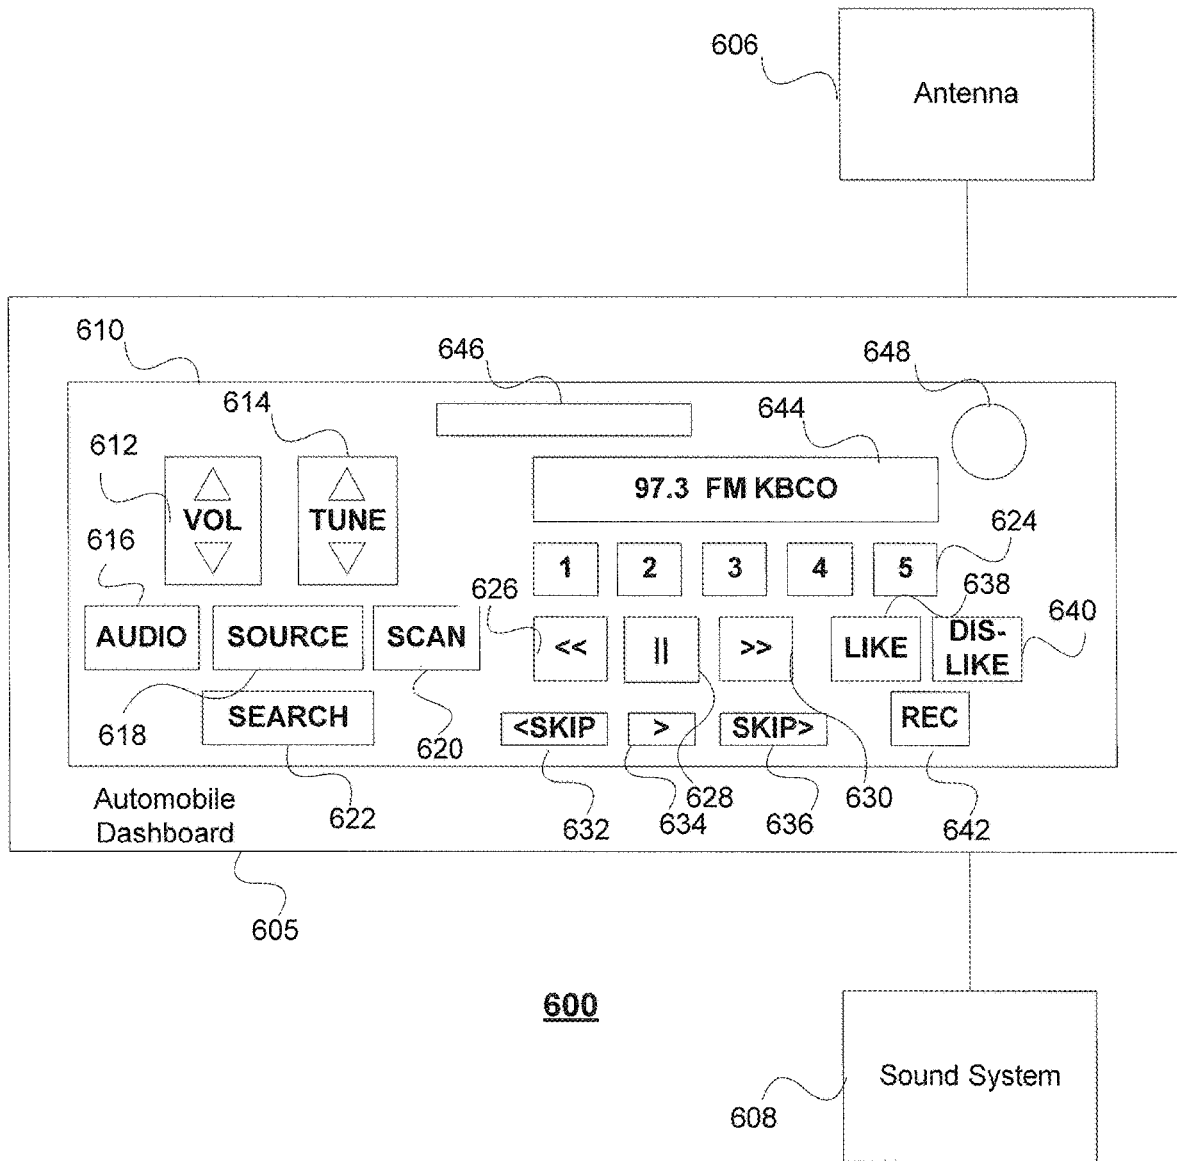 606
Antenna
610
646
648
614
644
612
97.3 FM KBCO
VOL
TUNE
624
616
1
2
3
4
5
638
626
640
AUDIO
SOURCE
SCAN
<<
||
>>
LIKE
DIS-
LIKE
618
SEARCH
620
<SKIP
>
SKIP>
REC
Automobile
Dashboard
622
632
634
628
636
630
642
605
600
Sound System
608